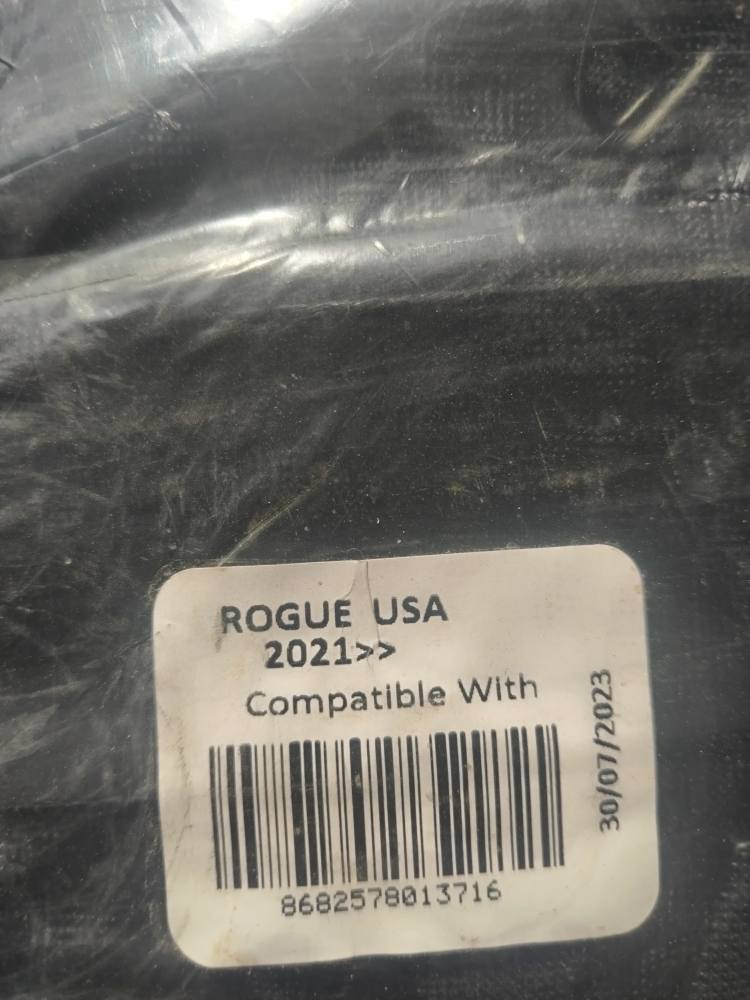 ROGUE USA
2021>>
Compatible With
30/07/2023
8682578013716